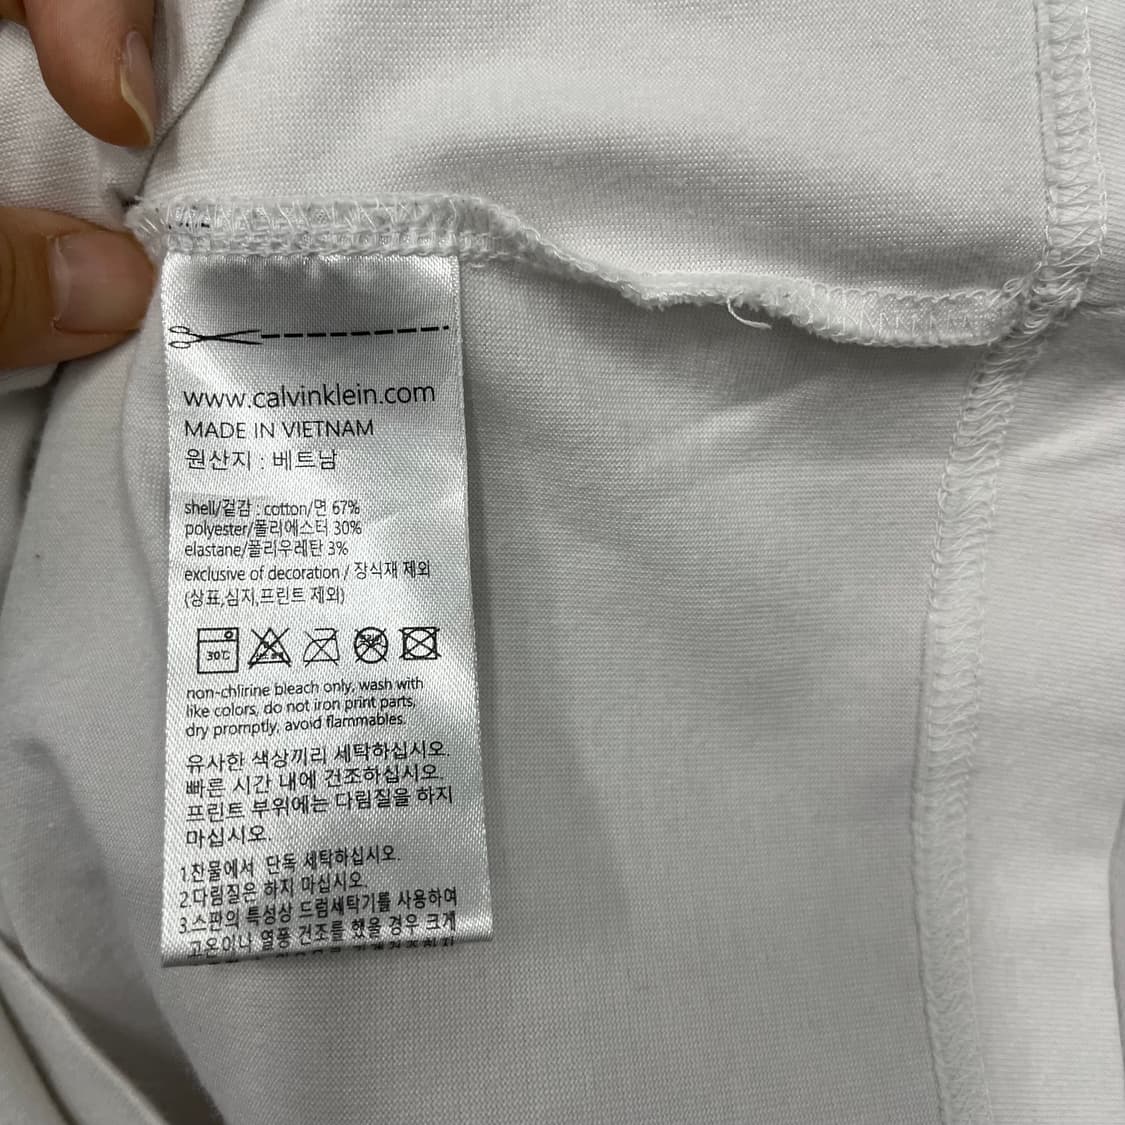 www.calvinklein.com
MADE IN VIETNAM
원산지 : 베트남
shell/겉감 : cotton/면 67%
polyester/폴리에스터 30%
elastane/폴리우레탄 3%
exclusive of decoration / 장식재 제외
(상표,심지,프린트 제외)
30℃
non-chlirine bleach only, wash with
like colors, do not iron print parts,
dry promptly, avoid flammables.
유사한 색상끼리 세탁하십시오.
빠른 시간 내에 건조하십시오.
프린트 부위에는 다림질을 하지
마십시오.
1.찬물에서 단독 세탁하십시오.
2.다림질은 하지 마십시오.
3.스판의 특성상 드럼세탁기를 사용하여
고온이나 열풍 건조를 했을 경우 크게